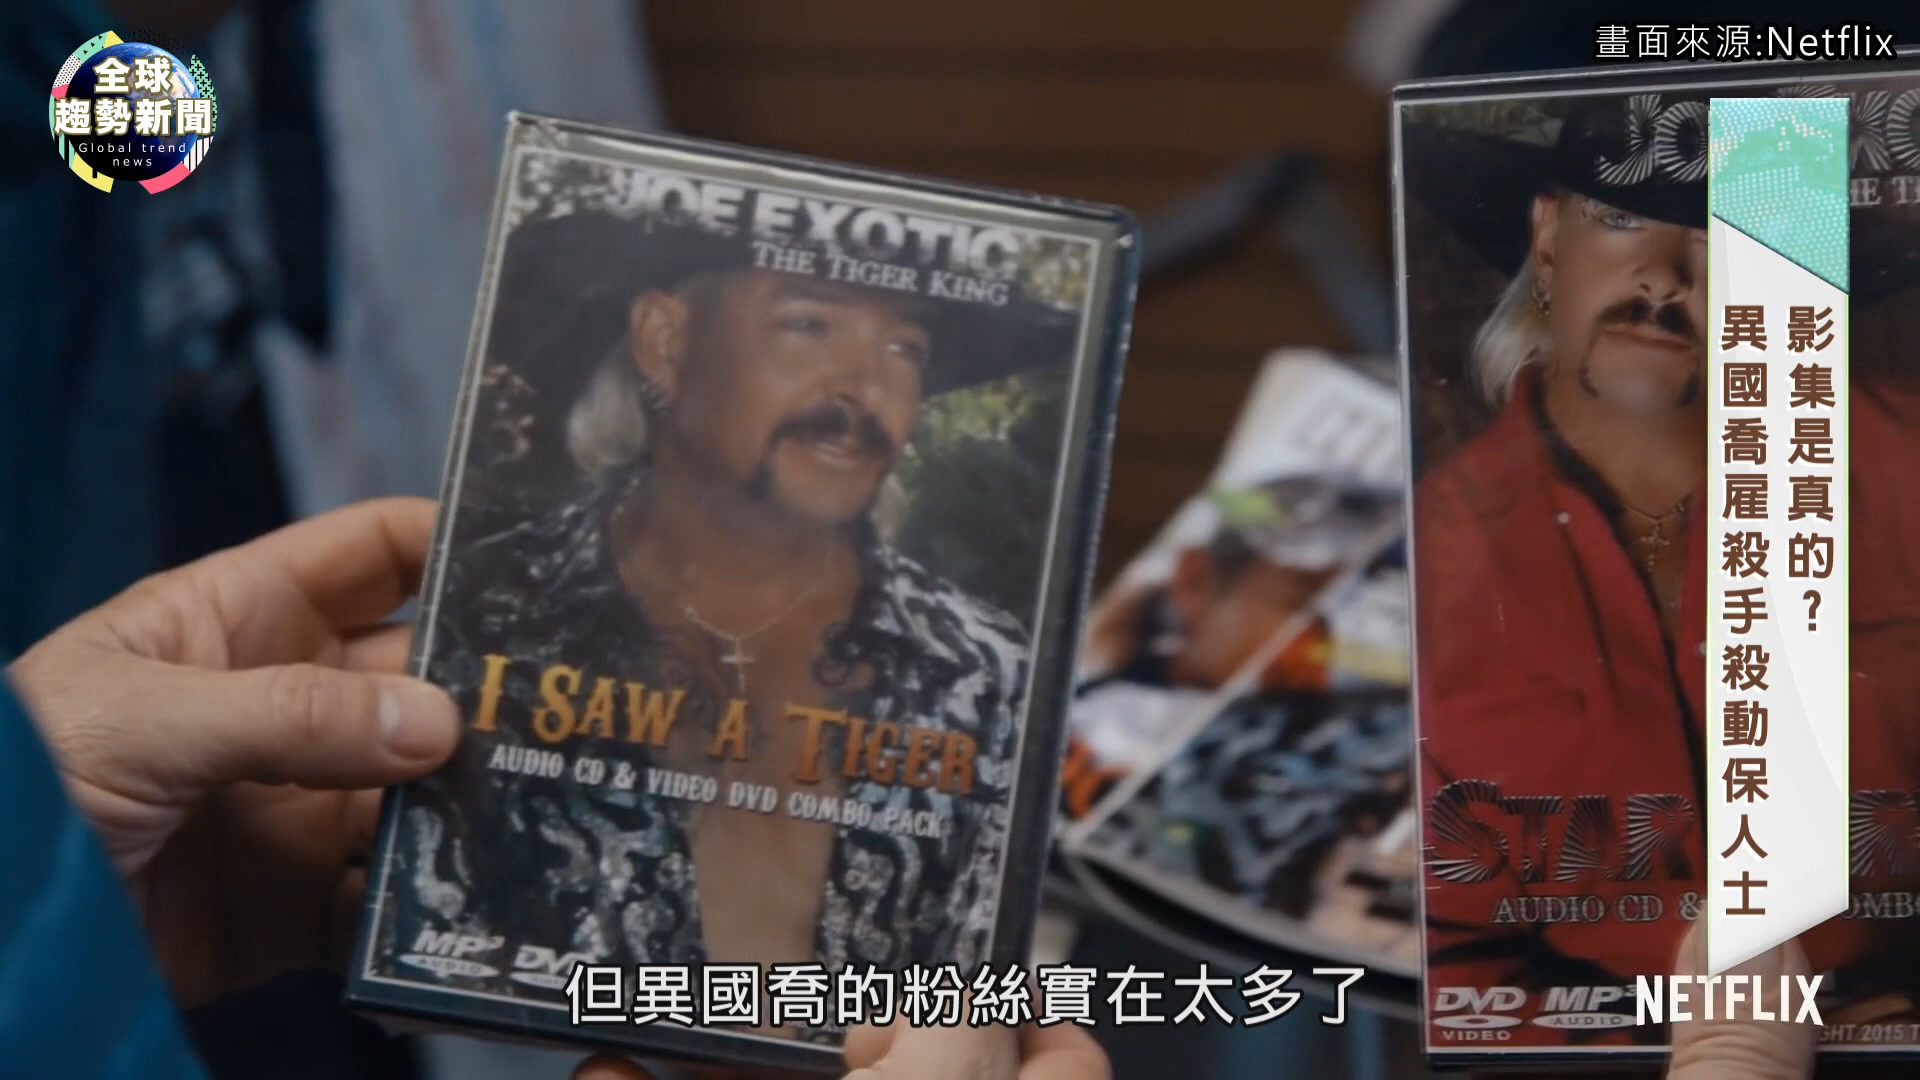 全球
趨勢新聞
Global trend
news
畫面來源:Netflix
JOE EXOTIC
THE TIGER KING
I SAW A TIGER
AUDIO CD & VIDEO DVD COMBO PACK
MP3
AUDIO
AUDIO CD &
DVD
VIDEO
MP3
AUDIO
2015
影集是真的?
異國喬雇殺手殺動保人士
NETFLIX
但異國喬的粉絲實在太多了